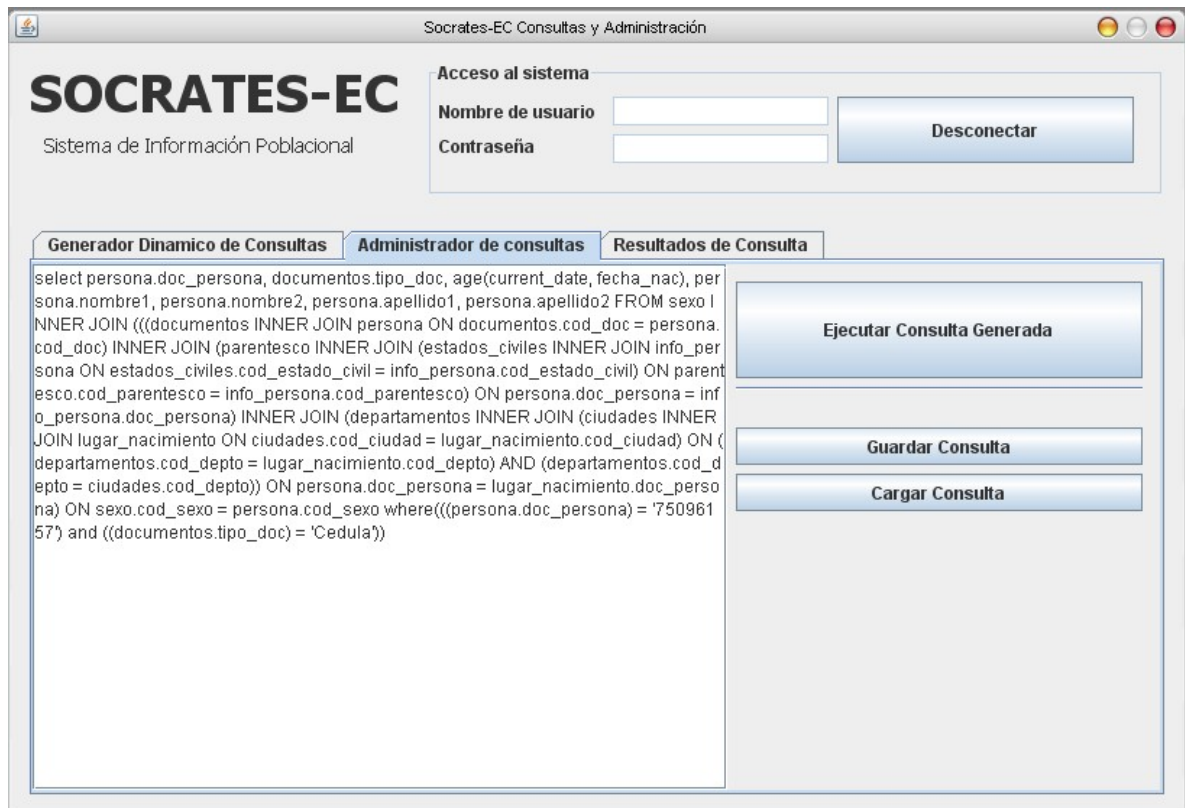 Socrates-EC Consultas y Administración
SOCRATES-EC
Sistema de Información Poblacional
Acceso al sistema
Nombre de usuario
Contraseña
Desconectar
Generador Dinamico de Consultas
Administrador de consultas
Resultados de Consulta
select persona.doc_persona, documentos.tipo_doc, age(current_date, fecha_nac), per
sona.nombre1, persona.nombre2, persona.apellido1, persona.apellido2 FROM sexo I
NNER JOIN (((documentos INNER JOIN persona ON documentos.cod_doc = persona.
cod_doc) INNER JOIN (parentesco INNER JOIN (estados_civiles INNER JOIN info_per
sona ON estados_civiles.cod_estado_civil = info_persona.cod_estado_civil) ON parent
esco.cod_parentesco = info_persona.cod_parentesco) ON persona.doc_persona = inf
o_persona.doc_persona) INNER JOIN (departamentos INNER JOIN (ciudades INNER
JOIN lugar_nacimiento ON ciudades.cod_ciudad = lugar_nacimiento.cod_ciudad) ON (
departamentos.cod_depto = lugar_nacimiento.cod_depto) AND (departamentos.cod_d
epto = ciudades.cod_depto)) ON persona.doc_persona = lugar_nacimiento.doc_perso
na) ON sexo.cod_sexo = persona.cod_sexo where(((persona.doc_persona) = '750961
57') and ((documentos.tipo_doc) = 'Cedula'))
Ejecutar Consulta Generada
Guardar Consulta
Cargar Consulta